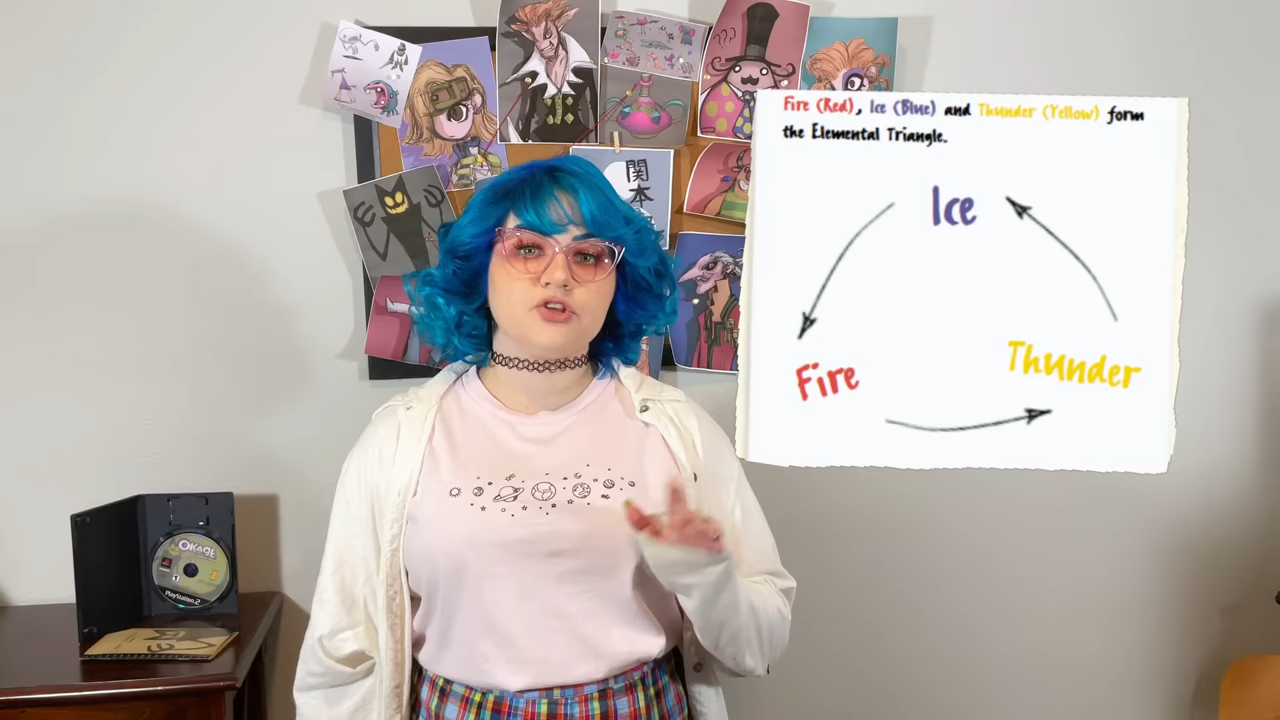 ???
関
本
Fire (Red), Ice (Blue) and Thunder (Yellow) form
the Elemental Triangle.
Ice
Fire
Thunder
OKAGE
PlayStation.2